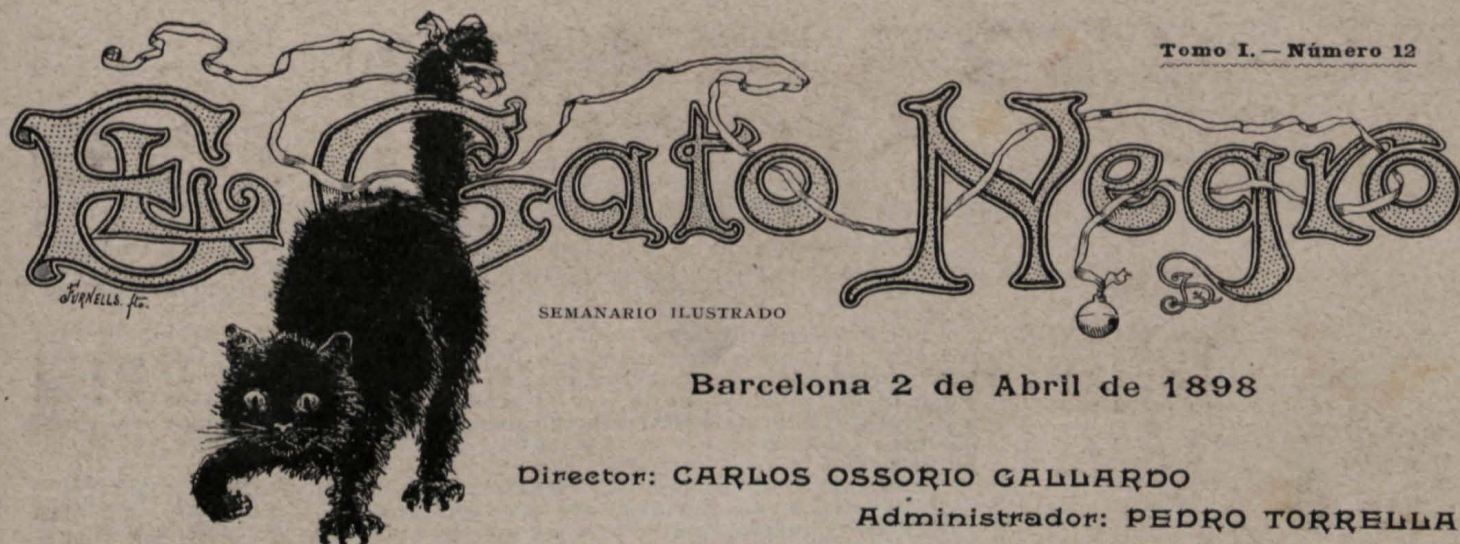 Tomo I. — Número 12
El Gato Negro
FURNELLS. fto.
SEMANARIO ILUSTRADO
Barcelona 2 de Abril de 1898
Director: CARLOS OSSORIO GALLARDO
Administrador: PEDRO TORRELLA